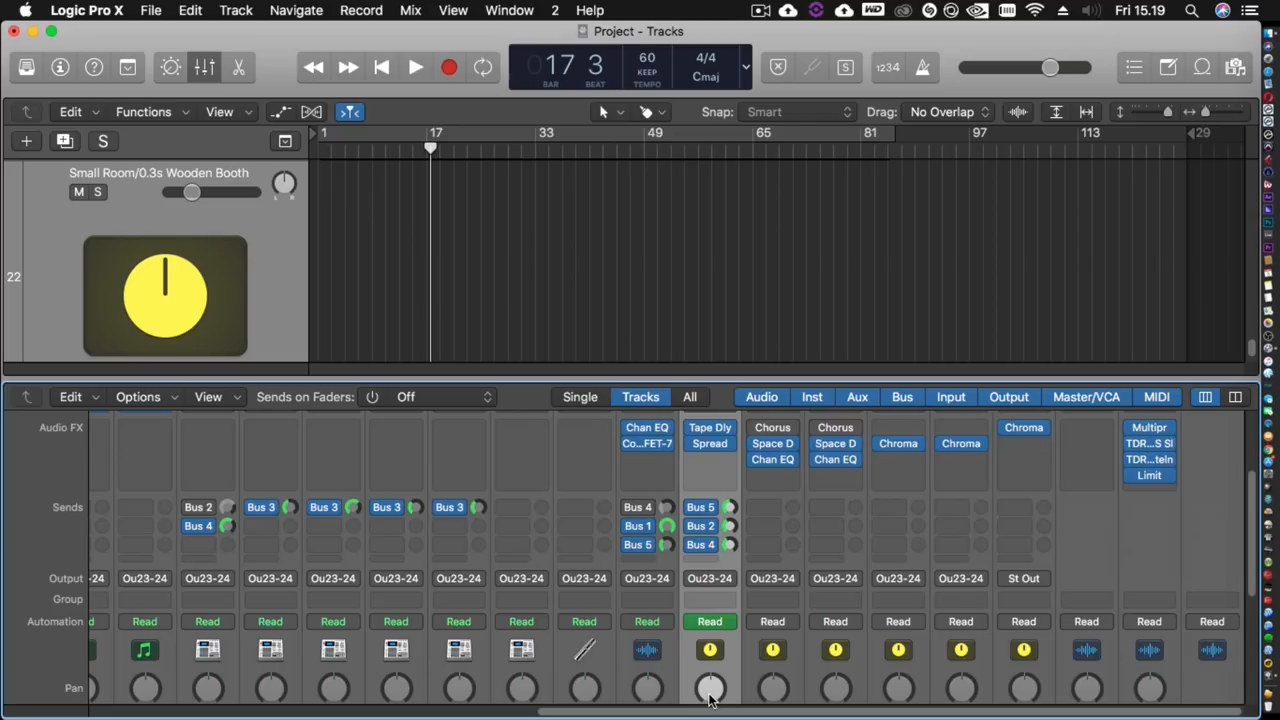 Logic Pro X File Edit Track Navigate Record Mix View Window 2 Help Fri 15.19
Project - Tracks
17 3 60 4/4
KEEP Cmaj
BAR BEAT TEMPO
1234
Edit Functions View Snap: Smart Drag: No Overlap
S
1 17 33 49 65 81 97 113 29
Small Room/0.3s Wooden Booth
M S
L R
22
Edit Options View Sends on Faders: Off Single Tracks All Audio Inst Aux Bus Input Output Master/VCA MIDI
Audio FX Chan EQ Tape Dly Chorus Chorus Chroma Multipr
Co...FET-7 Spread Space D Space D Chroma Chroma TDR...S Sl
Chan EQ Chan EQ TDR...teln
Limit
Sends Bus 2 Bus 3 Bus 3 Bus 3 Bus 3 Bus 4 Bus 5
Bus 4 Bus 1 Bus 2
Bus 5 Bus 4
Output -24 Ou23-24 Ou23-24 Ou23-24 Ou23-24 Ou23-24 Ou23-24 Ou23-24 Ou23-24 Ou23-24 Ou23-24 Ou23-24 Ou23-24 Ou23-24 St Out
Group
Automation d Read Read Read Read Read Read Read Read Read Read Read Read Read Read Read Read Read Read
Pan